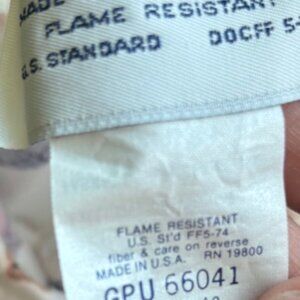 MADE
FLAME RESISTANT
U.S. STANDARD DOCFF 5-
FLAME RESISTANT
U.S. St'd FF5-74
fiber & care on reverse
MADE IN U.S.A. RN 19800
GPU 66041